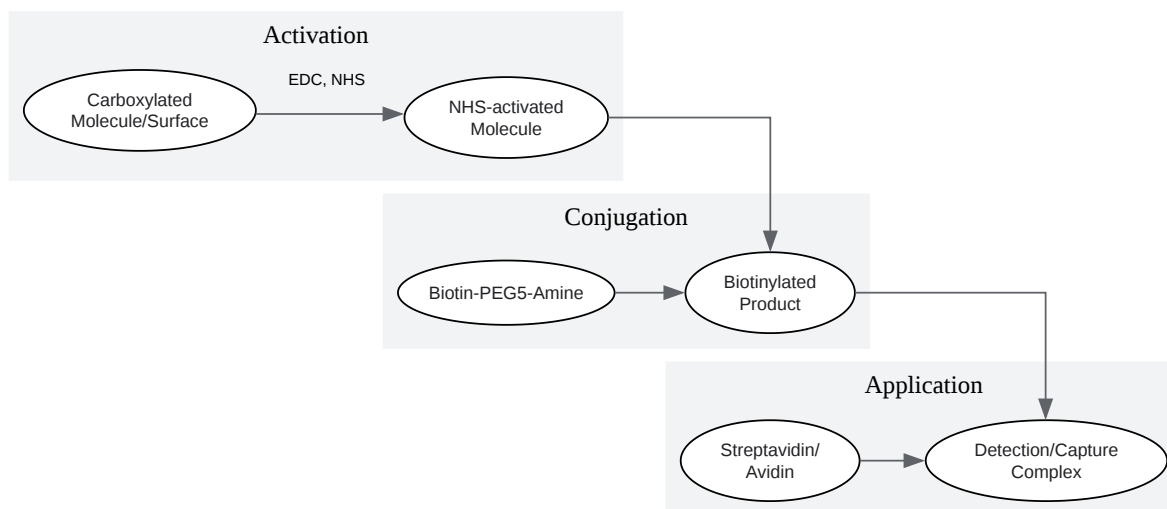 Activation
EDC, NHS
Carboxylated
Molecule/Surface
NHS-activated
Molecule
Conjugation
Biotin-PEG5-Amine
Biotinylated
Product
Application
Streptavidin/
Avidin
Detection/Capture
Complex